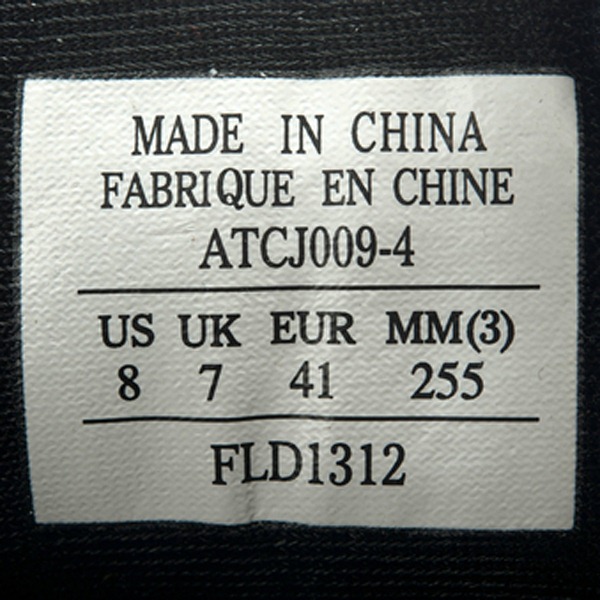 MADE IN CHINA
FABRIQUE EN CHINE
ATCJ009-4
US UK EUR MM(3)
8 7 41 255
FLD1312